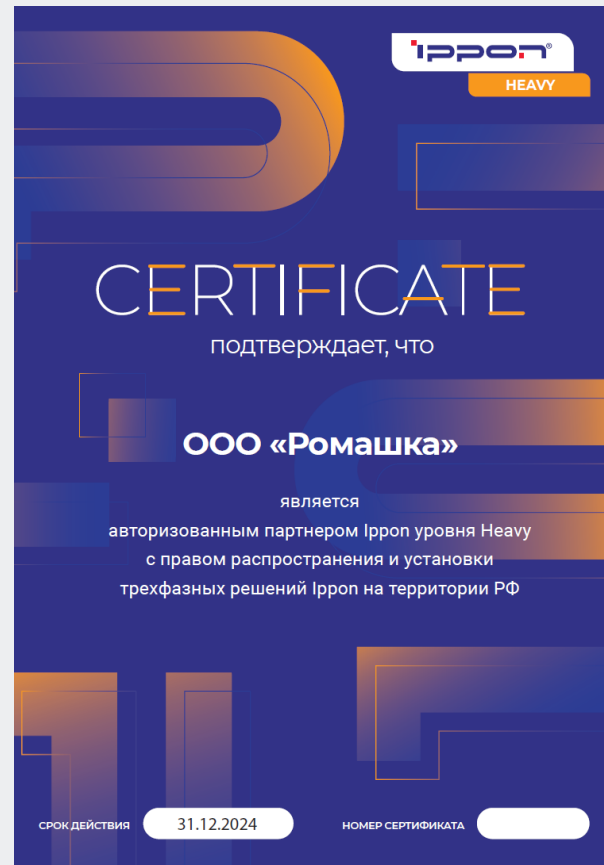 ippon®
HEAVY
CERTIFICATE
подтверждает, что
ООО «Ромашка»
является
авторизованным партнером Ippon уровня Heavy
с правом распространения и установки
трехфазных решений Ippon на территории РФ
СРОК ДЕЙСТВИЯ 31.12.2024 НОМЕР СЕРТИФИКАТА